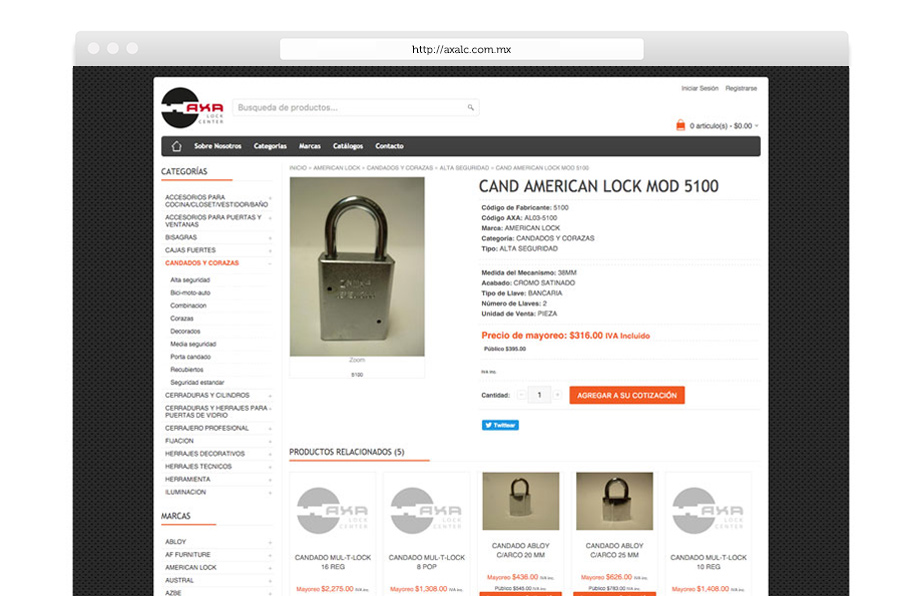 http://axalc.com.mx
AXA
LOCK
CENTER
Busqueda de productos...
Iniciar Sesión Registrarse
0 articulo(s) - $0.00
Sobre Nosotros Categorías Marcas Catálogos Contacto
CATEGORÍAS
ACCESORIOS PARA
COCINA/CLOSET/VESTIDOR/BAÑO
ACCESORIOS PARA PUERTAS Y
VENTANAS
BISAGRAS
CAJAS FUERTES
CANDADOS Y CORAZAS
Alta seguridad
Bici-moto-auto
Combinacion
Corazas
Decorados
Media seguridad
Porta candado
Recubiertos
Seguridad estandar
CERRADURAS Y CILINDROS
CERRADURAS Y HERRAJES PARA
PUERTAS DE VIDRIO
CERRAJERO PROFESIONAL
FIJACION
HERRAJES DECORATIVOS
HERRAJES TECNICOS
HERRAMIENTA
ILUMINACION
MARCAS
ABLOY
AF FURNITURE
AMERICAN LOCK
AUSTRAL
AZBE
INICIO » AMERICAN LOCK » CANDADOS Y CORAZAS » ALTA SEGURIDAD » CAND AMERICAN LOCK MOD 5100
Zoom
5100
CAND AMERICAN LOCK MOD 5100
Código de Fabricante: 5100
Código AXA: AL03-5100
Marca: AMERICAN LOCK
Categoria: CANDADOS Y CORAZAS
Tipo: ALTA SEGURIDAD
Medida del Mecanismo: 38MM
Acabado: CROMO SATINADO
Tipo de Llave: BANCARIA
Número de Llaves: 2
Unidad de Venta: PIEZA
Precio de mayoreo: $316.00 IVA Incluido
Público $395.00
IVA inc.
Cantidad: - 1 + AGREGAR A SU COTIZACIÓN
Twittear
PRODUCTOS RELACIONADOS (5)
AXA
LOCK
CENTER
CANDADO MUL-T-LOCK
16 REG
Mayoreo $2,275.00 IVA inc.
AXA
LOCK
CENTER
CANDADO MUL-T-LOCK
8 POP
Mayoreo $1,308.00 IVA inc.
CANDADO ABLOY
C/ARCO 20 MM
Mayoreo $436.00 IVA inc.
Público $545.00 IVA inc.
CANDADO ABLOY
C/ARCO 25 MM
Mayoreo $626.00 IVA inc.
Público $783.00 IVA inc.
AXA
LOCK
CENTER
CANDADO MUL-T-LOCK
10 REG
Mayoreo $1,408.00 IVA inc.